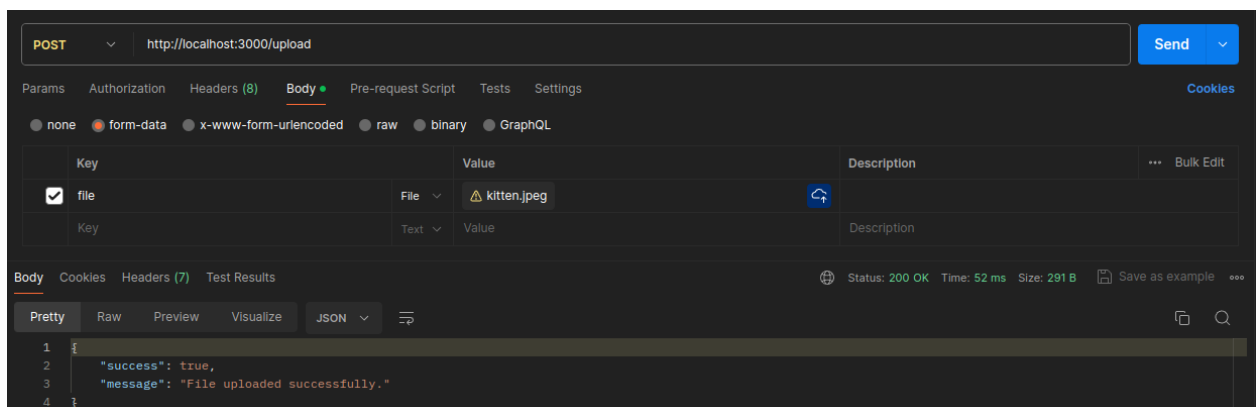 POST http://localhost:3000/upload Send
Params Authorization Headers (8) Body Pre-request Script Tests Settings Cookies
none form-data x-www-form-urlencoded raw binary GraphQL
Key Value Description Bulk Edit
file File kitten.jpeg
Key Text Value Description
Body Cookies Headers (7) Test Results Status: 200 OK Time: 52 ms Size: 291 B Save as example
Pretty Raw Preview Visualize JSON
1 {
2 "success": true,
3 "message": "File uploaded successfully."
4 }